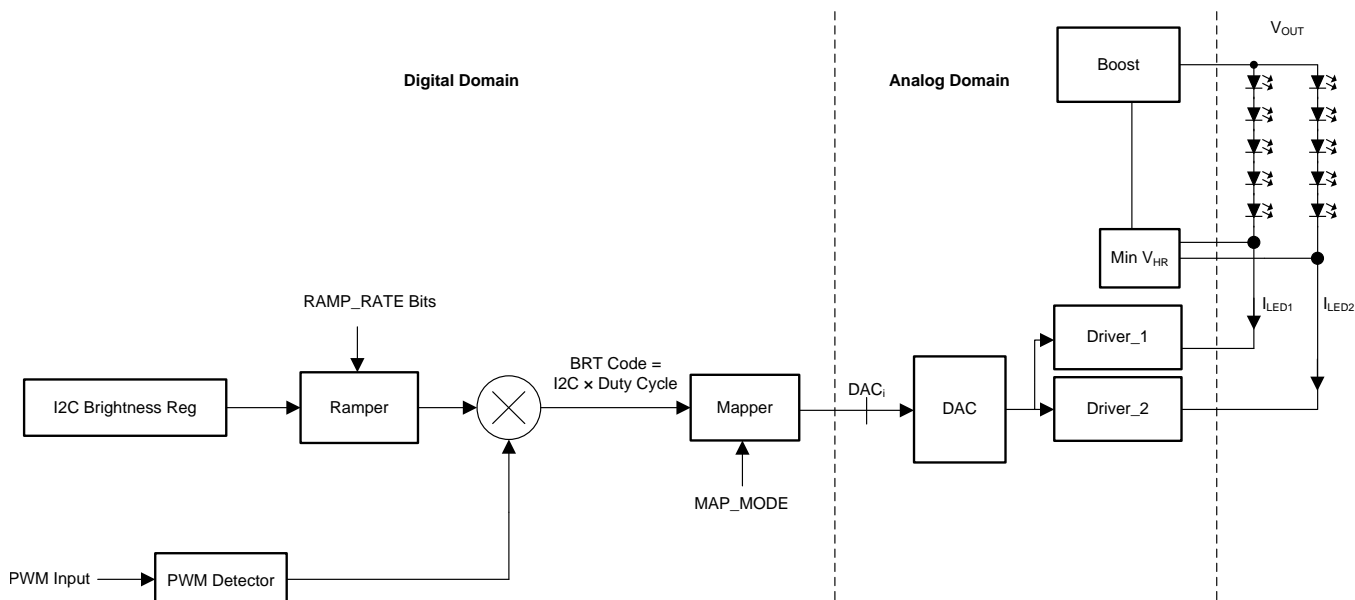 V_OUT
Digital Domain
Analog Domain
Boost
Min V_HR
RAMP_RATE Bits
I_LED1
I_LED2
Driver_1
BRT Code =
I2C × Duty Cycle
I2C Brightness Reg
Ramper
Mapper
DAC_i
DAC
Driver_2
MAP_MODE
PWM Input
PWM Detector